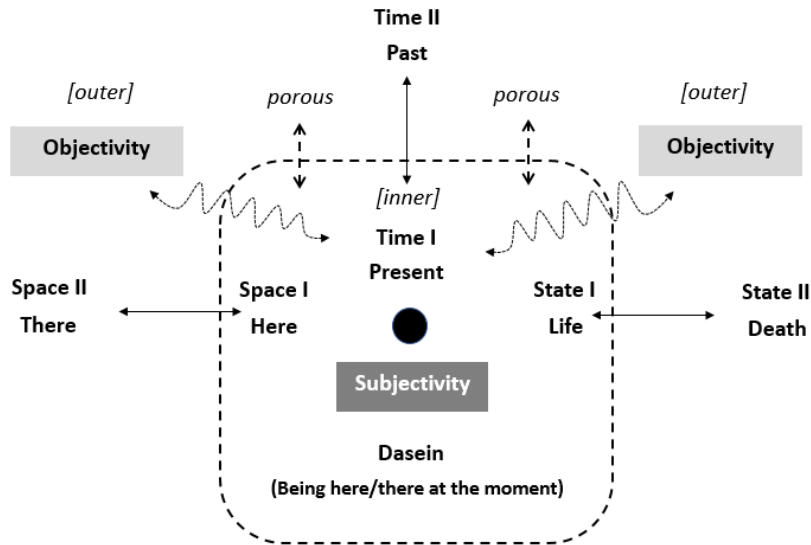 Time II
Past
[outer]
porous
porous
[outer]
Objectivity
Objectivity
[inner]
Time I
Present
Space II
There
Space I
Here
State I
Life
State II
Death
Subjectivity
Dasein
(Being here/there at the moment)